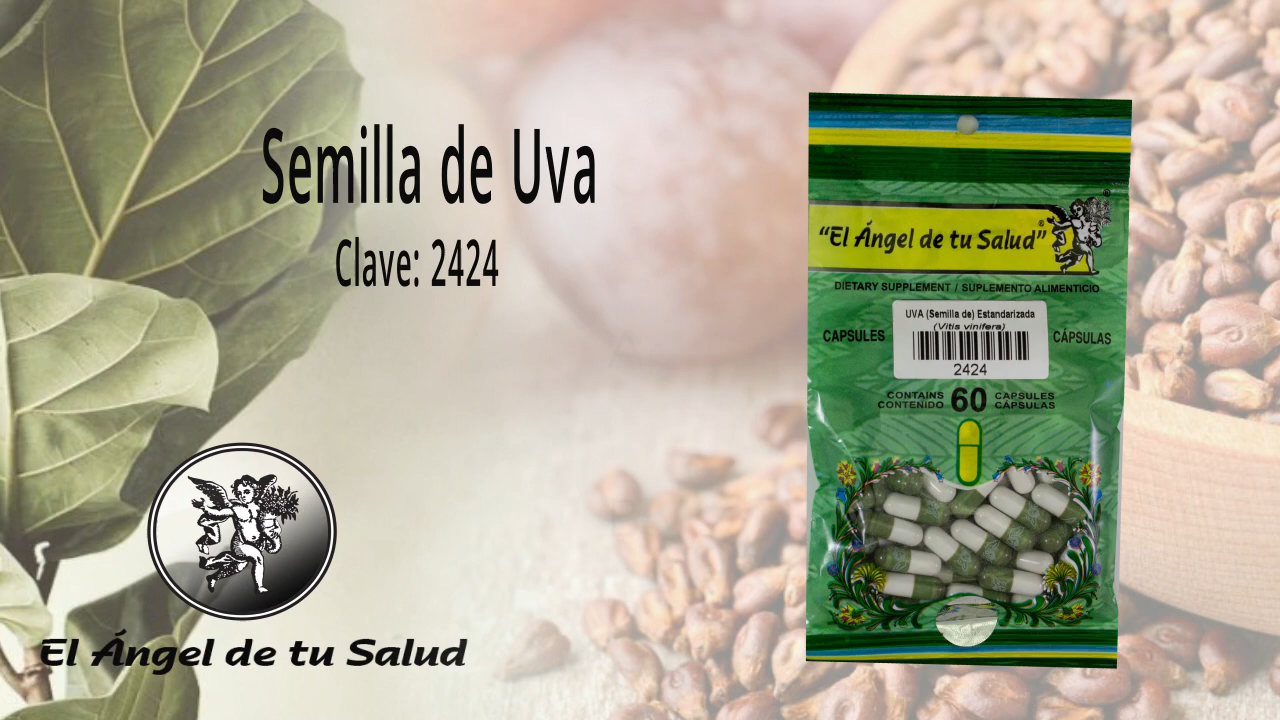 Semilla de Uva
Clave: 2424
El Ángel de tu Salud
“El Ángel de tu Salud”®
DIETARY SUPPLEMENT / SUPLEMENTO ALIMENTICIO
UVA (Semilla de) Estandarizada
(Vitis vinifera)
CAPSULES
CÁPSULAS
2424
CONTAINS
CONTENIDO
60
CAPSULES
CÁPSULAS